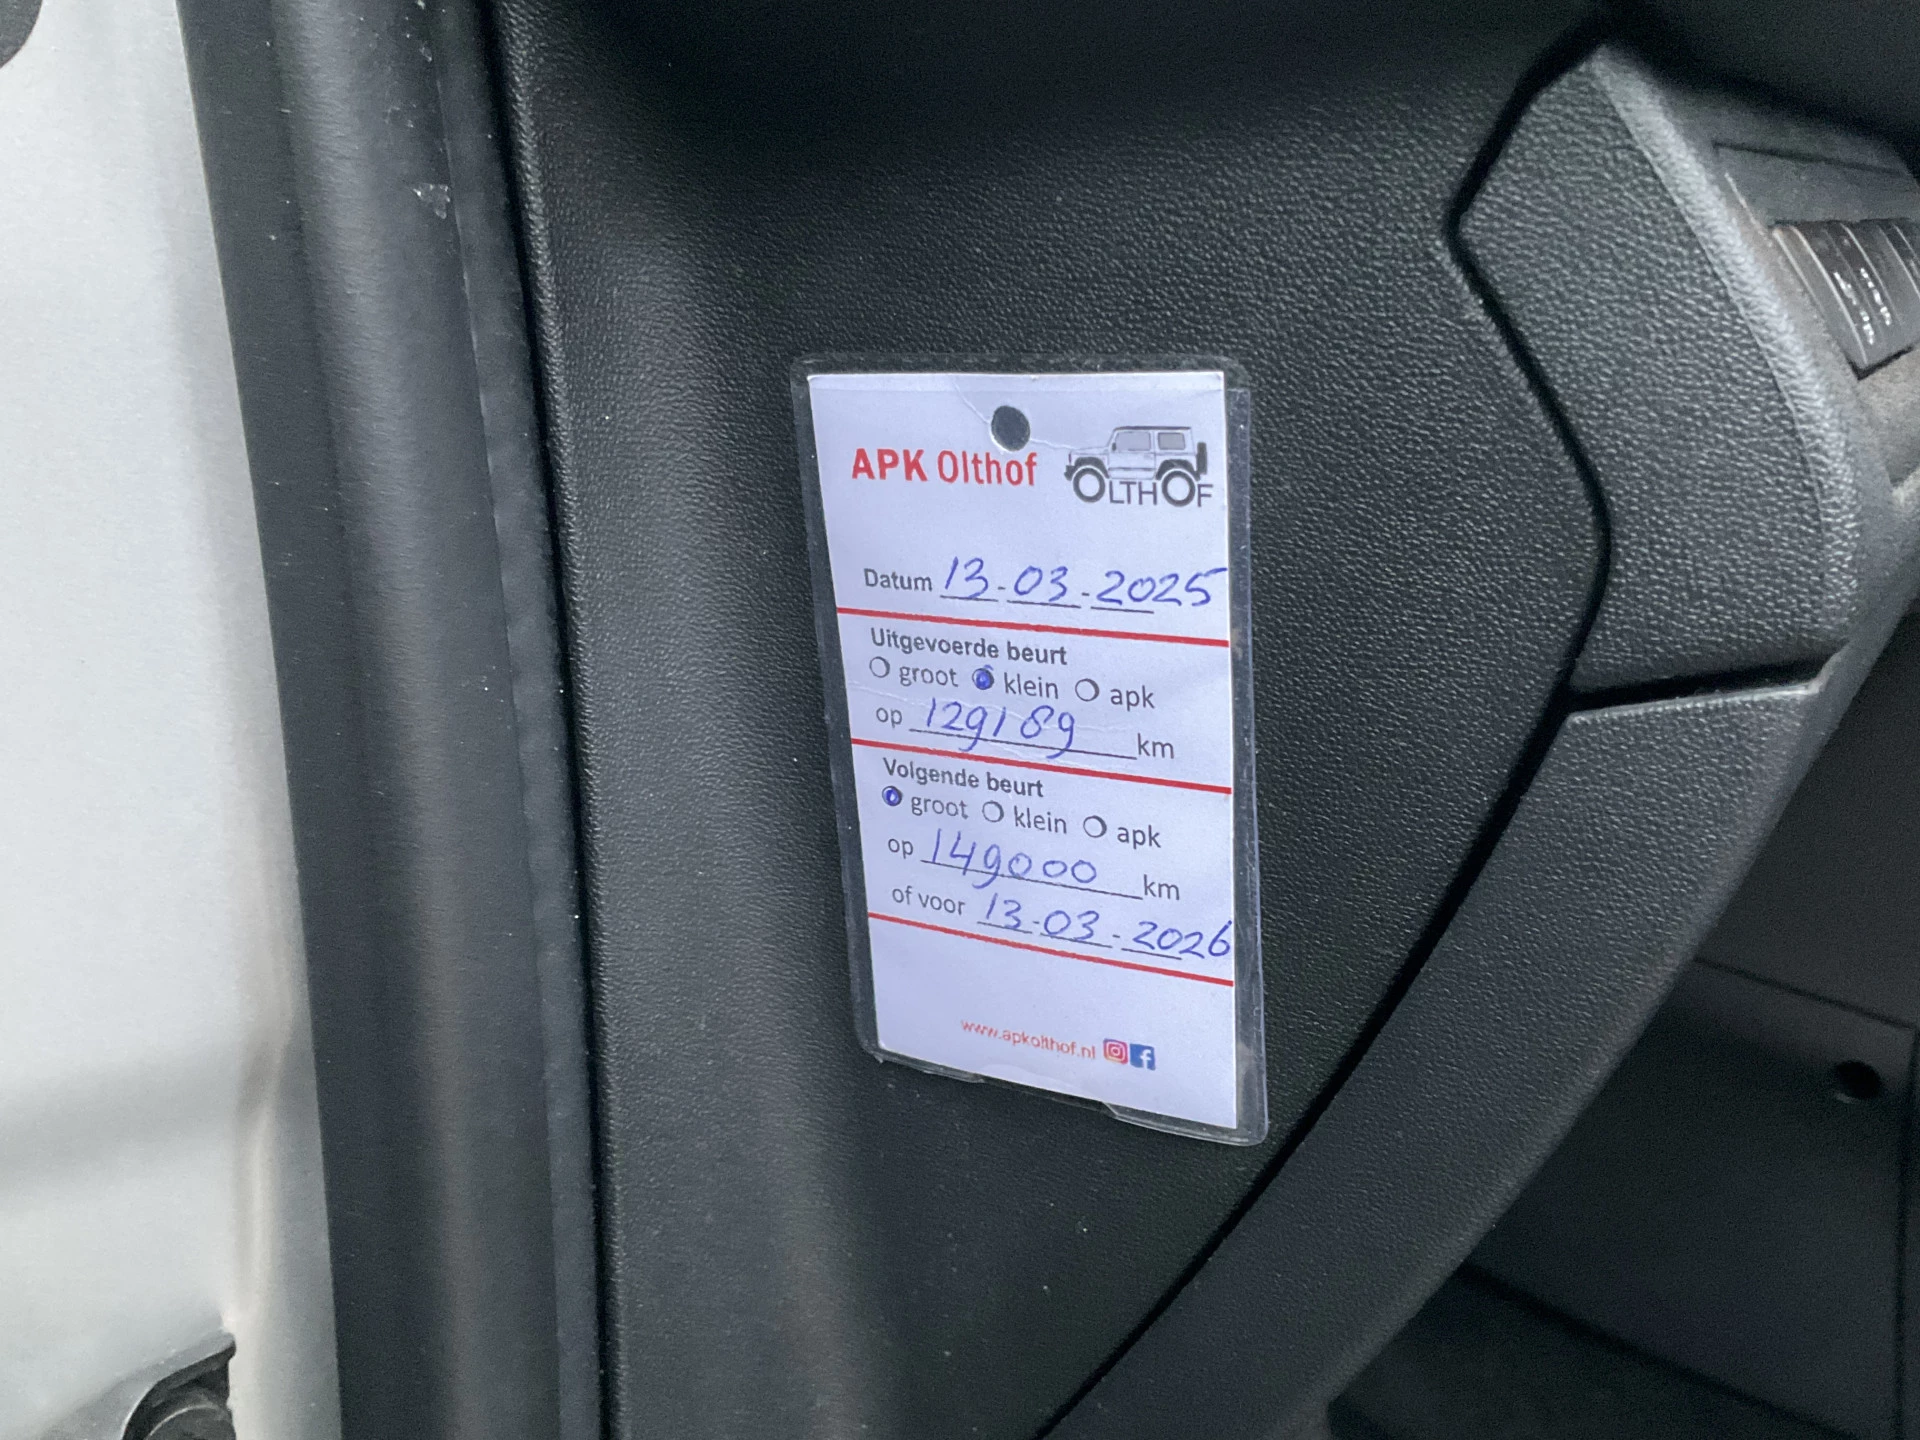 APK Olthof
OLTHOF
Datum 13-03-2025
Uitgevoerde beurt
groot klein apk
op 129189 km
Volgende beurt
groot klein apk
op 149000 km
of voor 13-03-2026
www.apkolthof.nl